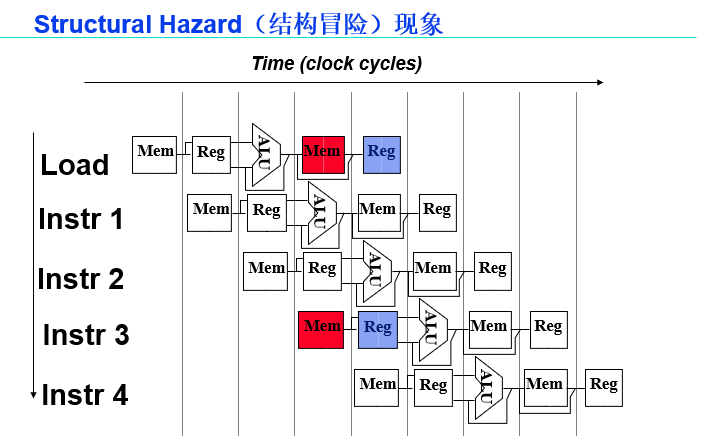 Structural Hazard（结构冒险）现象
Time (clock cycles)
Load
Mem Reg ALU Mem Reg
Instr 1
Mem Reg ALU Mem Reg
Instr 2
Mem Reg ALU Mem Reg
Instr 3
Mem Reg ALU Mem Reg
Instr 4
Mem Reg ALU Mem Reg